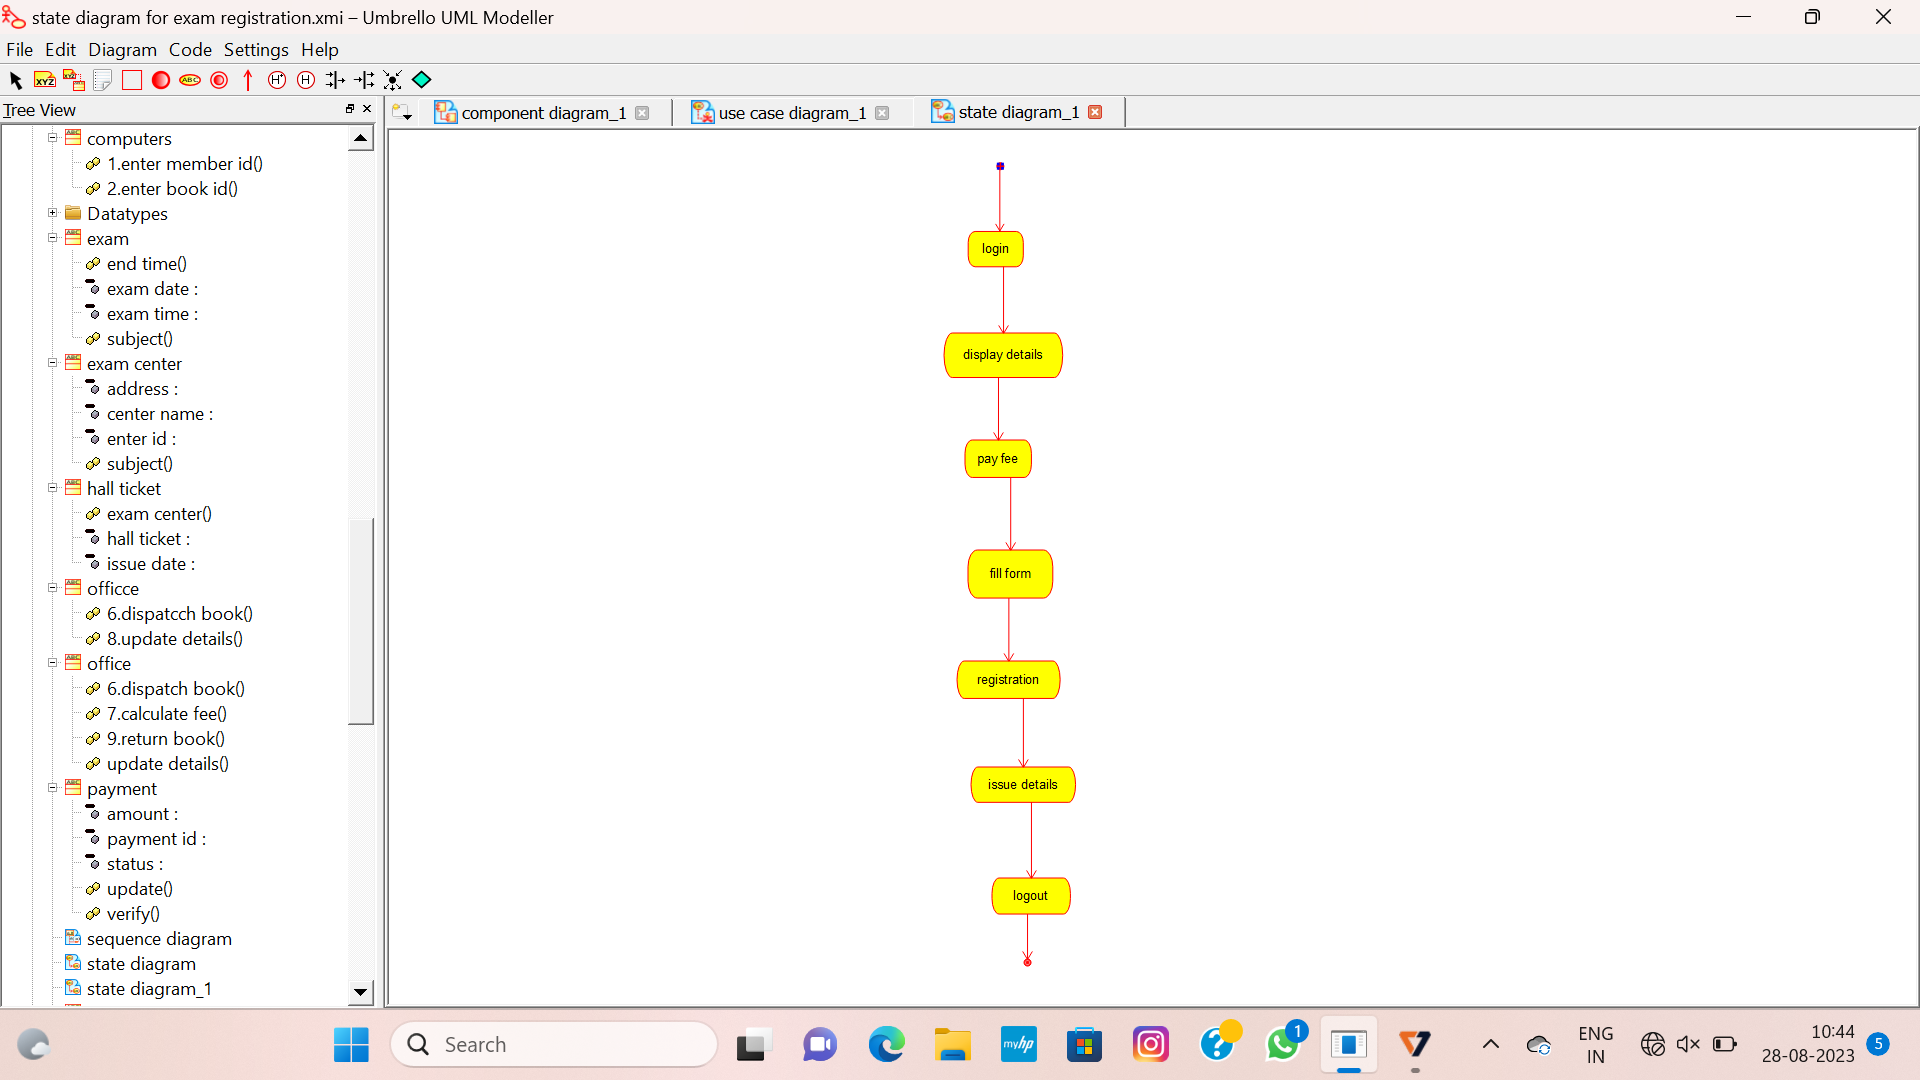 state diagram for exam registration.xmi – Umbrello UML Modeller
File Edit Diagram Code Settings Help
XYZ XYZ ABC H* H
Tree View
component diagram_1
use case diagram_1
state diagram_1
computers
1.enter member id()
2.enter book id()
Datatypes
exam
end time()
exam date :
exam time :
subject()
exam center
address :
center name :
enter id :
subject()
hall ticket
exam center()
hall ticket :
issue date :
officce
6.dispatcch book()
8.update details()
office
6.dispatch book()
7.calculate fee()
9.return book()
update details()
payment
amount :
payment id :
status :
update()
verify()
sequence diagram
state diagram
state diagram_1
login
display details
pay fee
fill form
registration
issue details
logout
Search
myhp
1
ENG
IN
10:44
28-08-2023
5